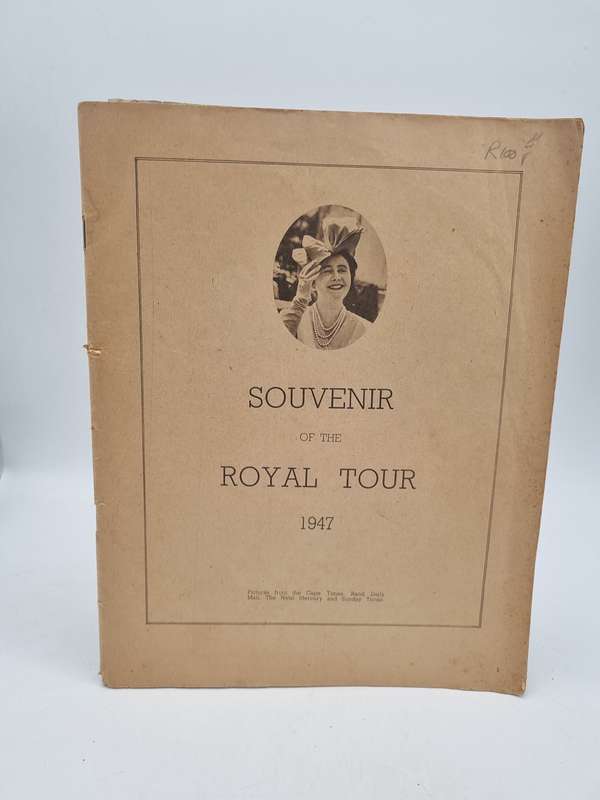 R100
SOUVENIR
OF THE
ROYAL TOUR
1947
Pictures from the Cape Times, Rand Daily
Mail, The Natal Mercury and Sunday Times